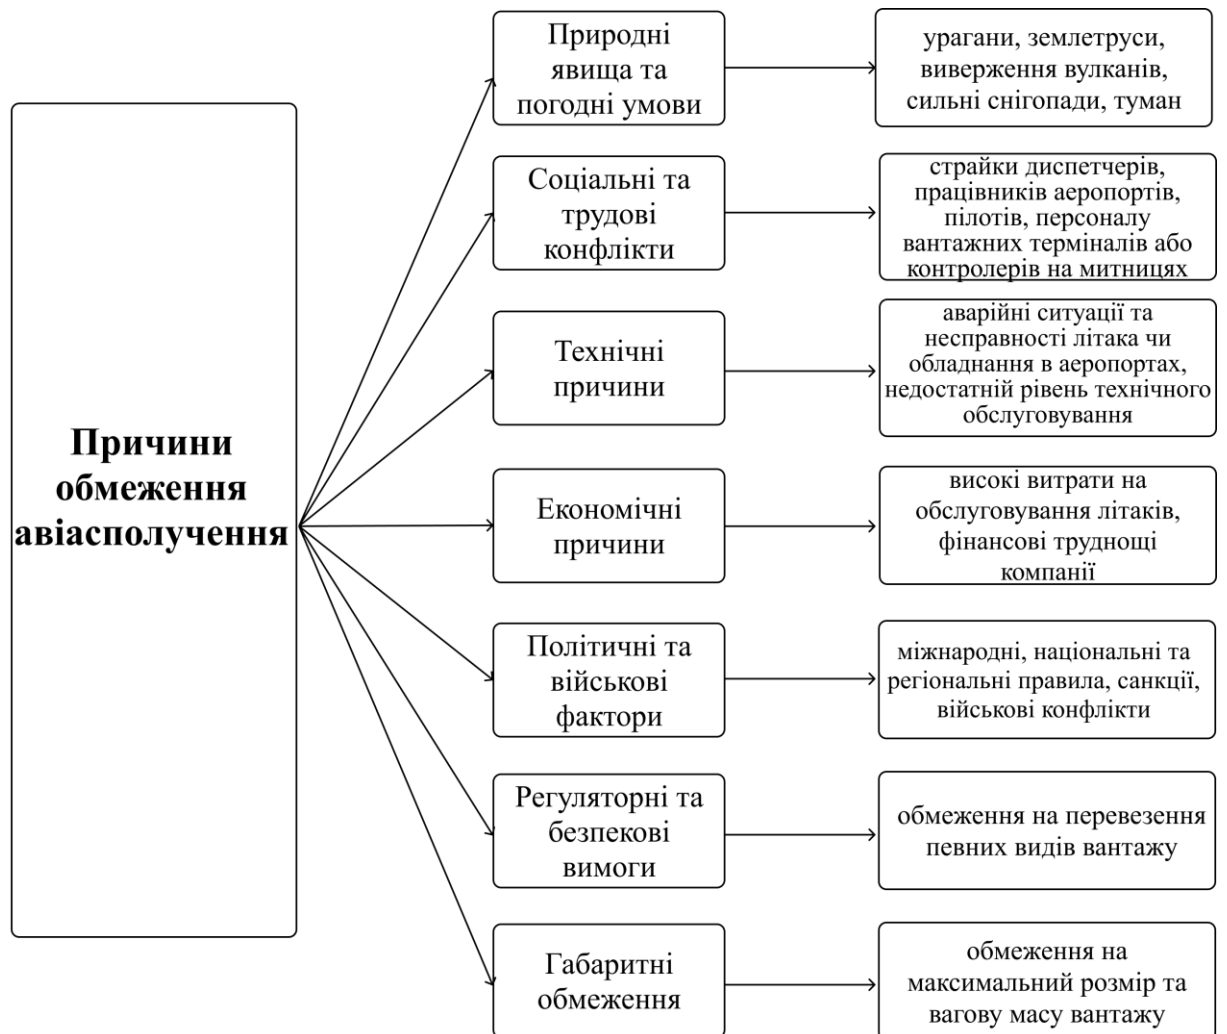 Причини
обмеження
авіасполучення
Природні
явища та
погодні умови
урагани, землетруси,
виверження вулканів,
сильні снігопади, туман
Соціальні та
трудові
конфлікти
страйки диспетчерів,
працівників аеропортів,
пілотів, персоналу
вантажних терміналів або
контролерів на митницях
Технічні
причини
аварійні ситуації та
несправності літака чи
обладнання в аеропортах,
недостатній рівень технічного
обслуговування
Економічні
причини
високі витрати на
обслуговування літаків,
фінансові труднощі
компанії
Політичні та
військові
фактори
міжнародні, національні та
регіональні правила, санкції,
військові конфлікти
Регуляторні та
безпекові
вимоги
обмеження на перевезення
певних видів вантажу
Габаритні
обмеження
обмеження на
максимальний розмір та
вагову масу вантажу